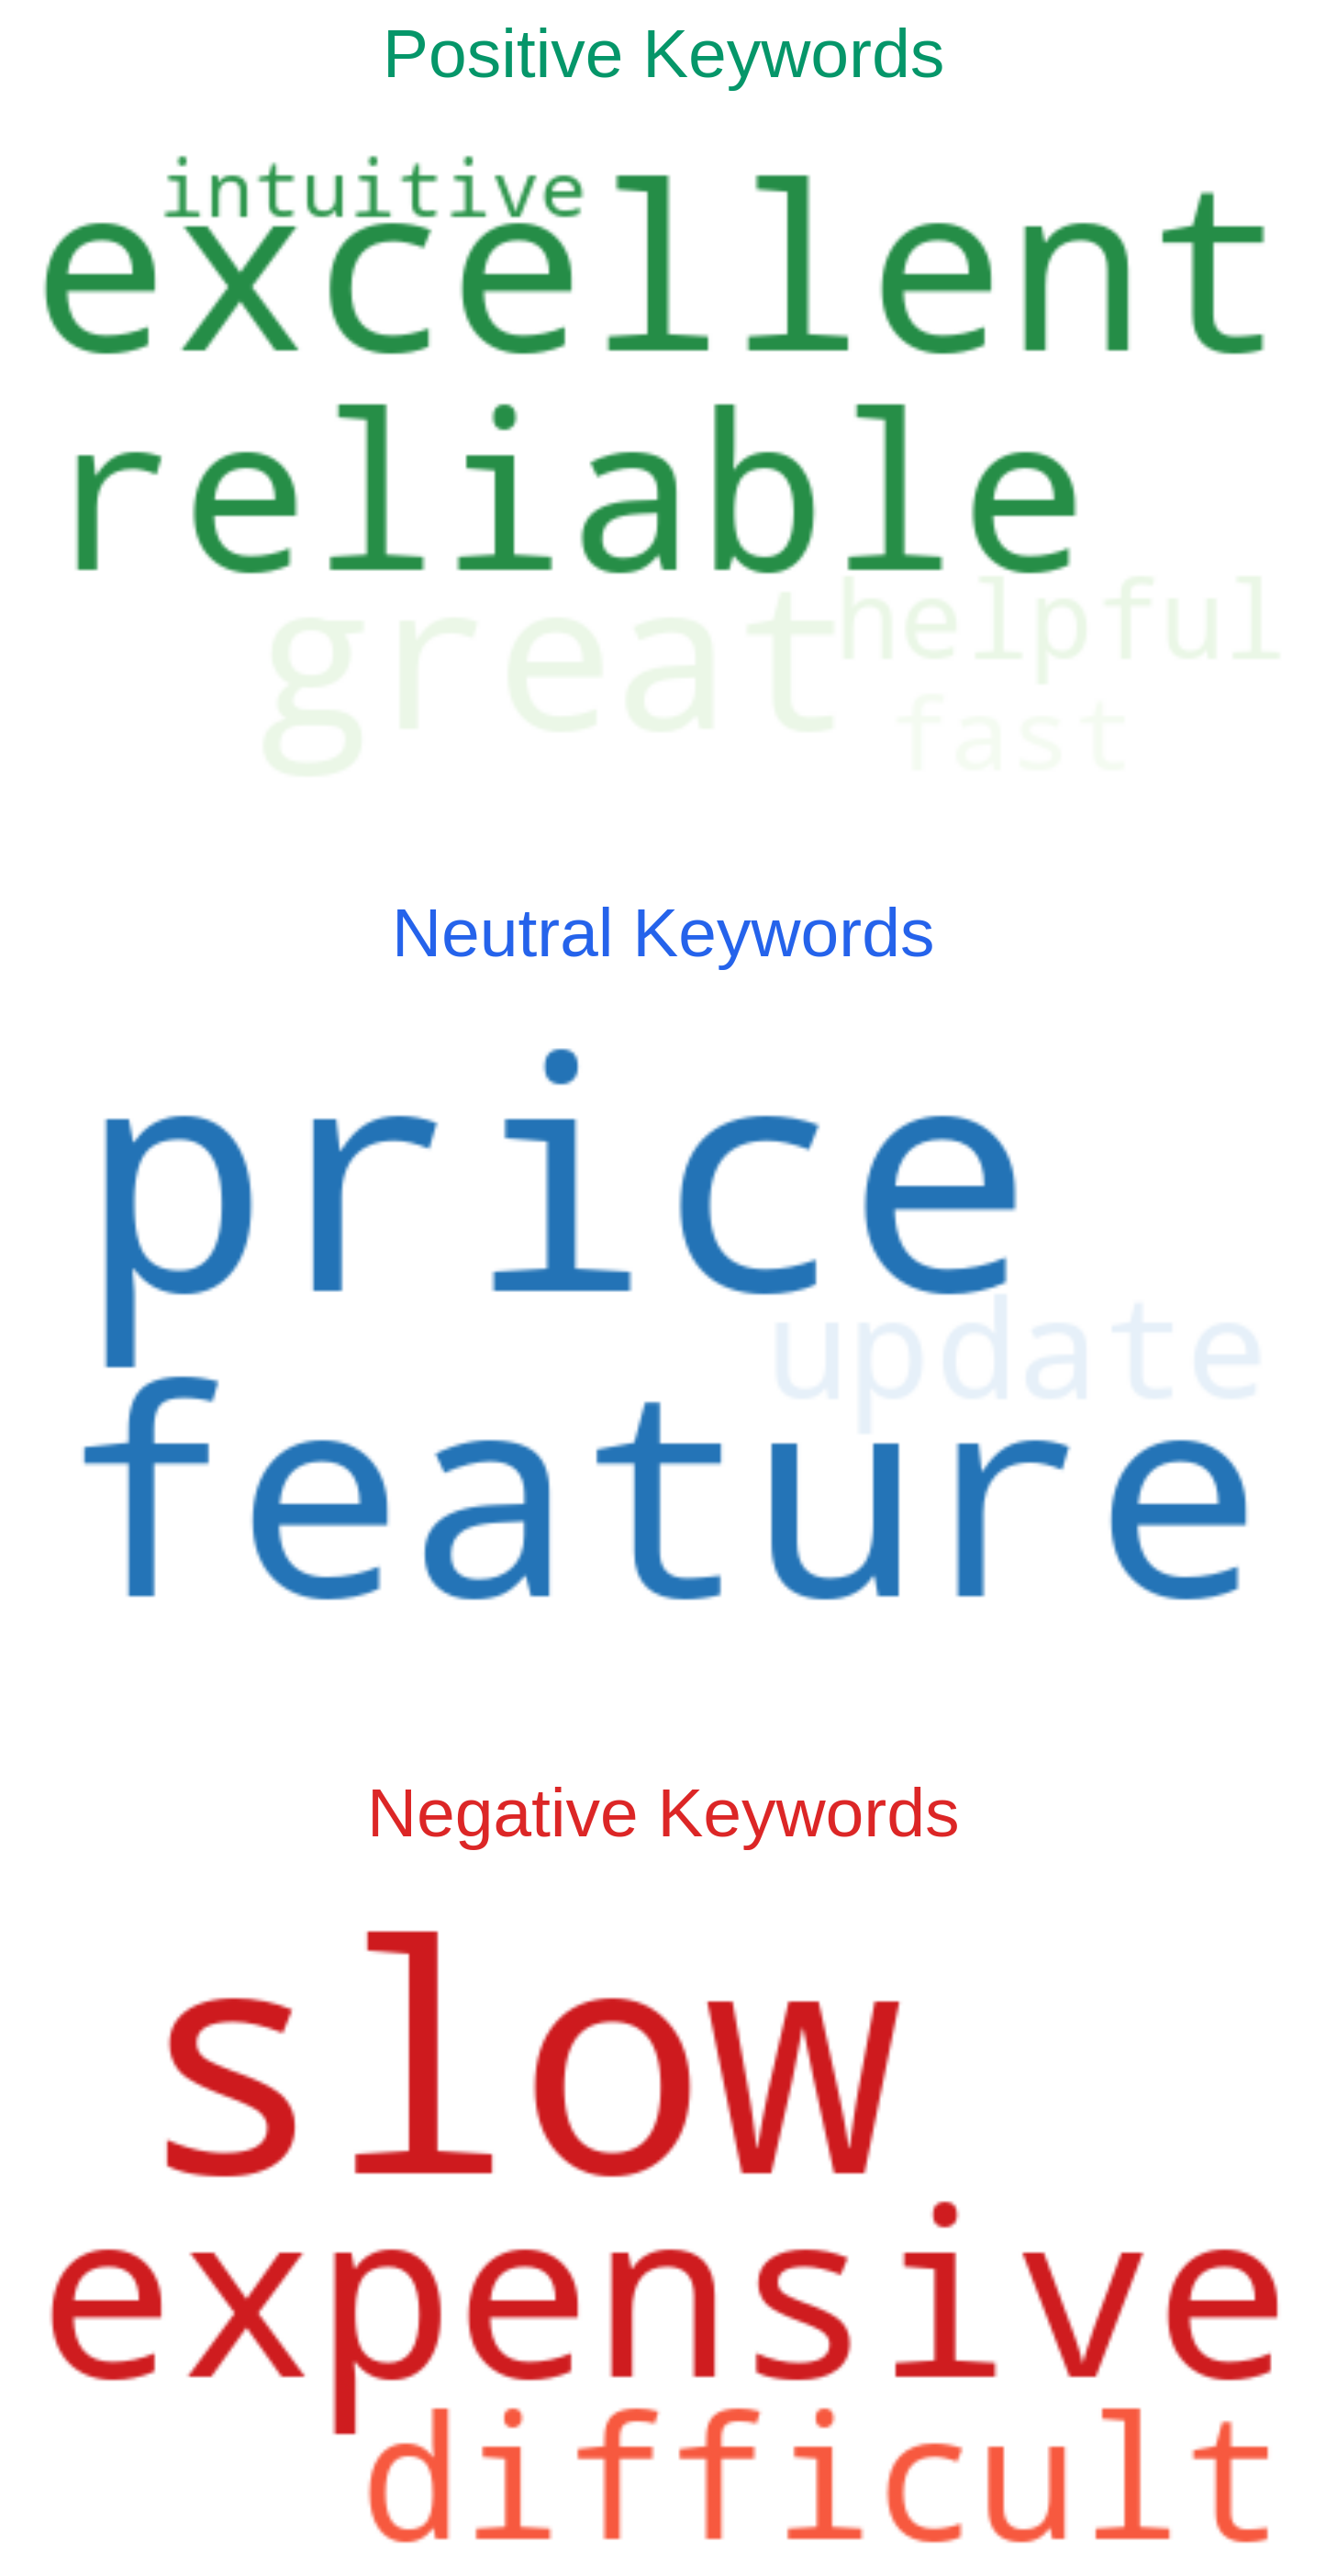 Positive Keywords
intuitive
excellent
reliable
great
helpful
fast
Neutral Keywords
price
update
feature
Negative Keywords
slow
expensive
difficult